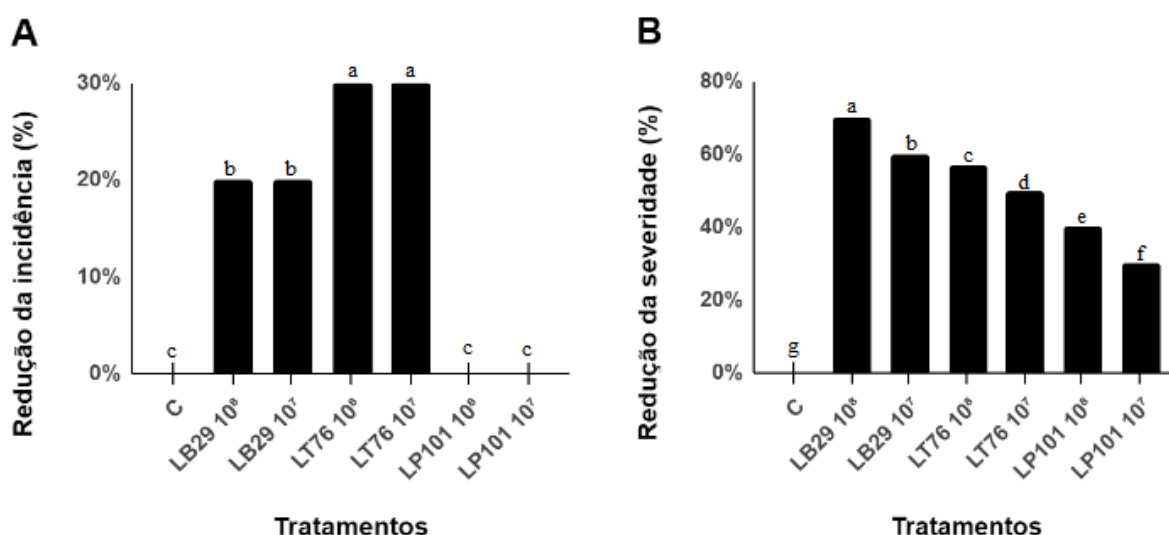 A
Redução da incidência (%)
30%
20%
10%
0%
c
b
b
a
a
c
c
C
LB29 10⁸
LB29 10⁷
LT76 10⁸
LT76 10⁷
LP101 10⁸
LP101 10⁷
Tratamentos
B
Redução da severidade (%)
80%
60%
40%
20%
0%
g
a
b
c
d
e
f
C
LB29 10⁸
LB29 10⁷
LT76 10⁸
LT76 10⁷
LP101 10⁸
LP101 10⁷
Tratamentos